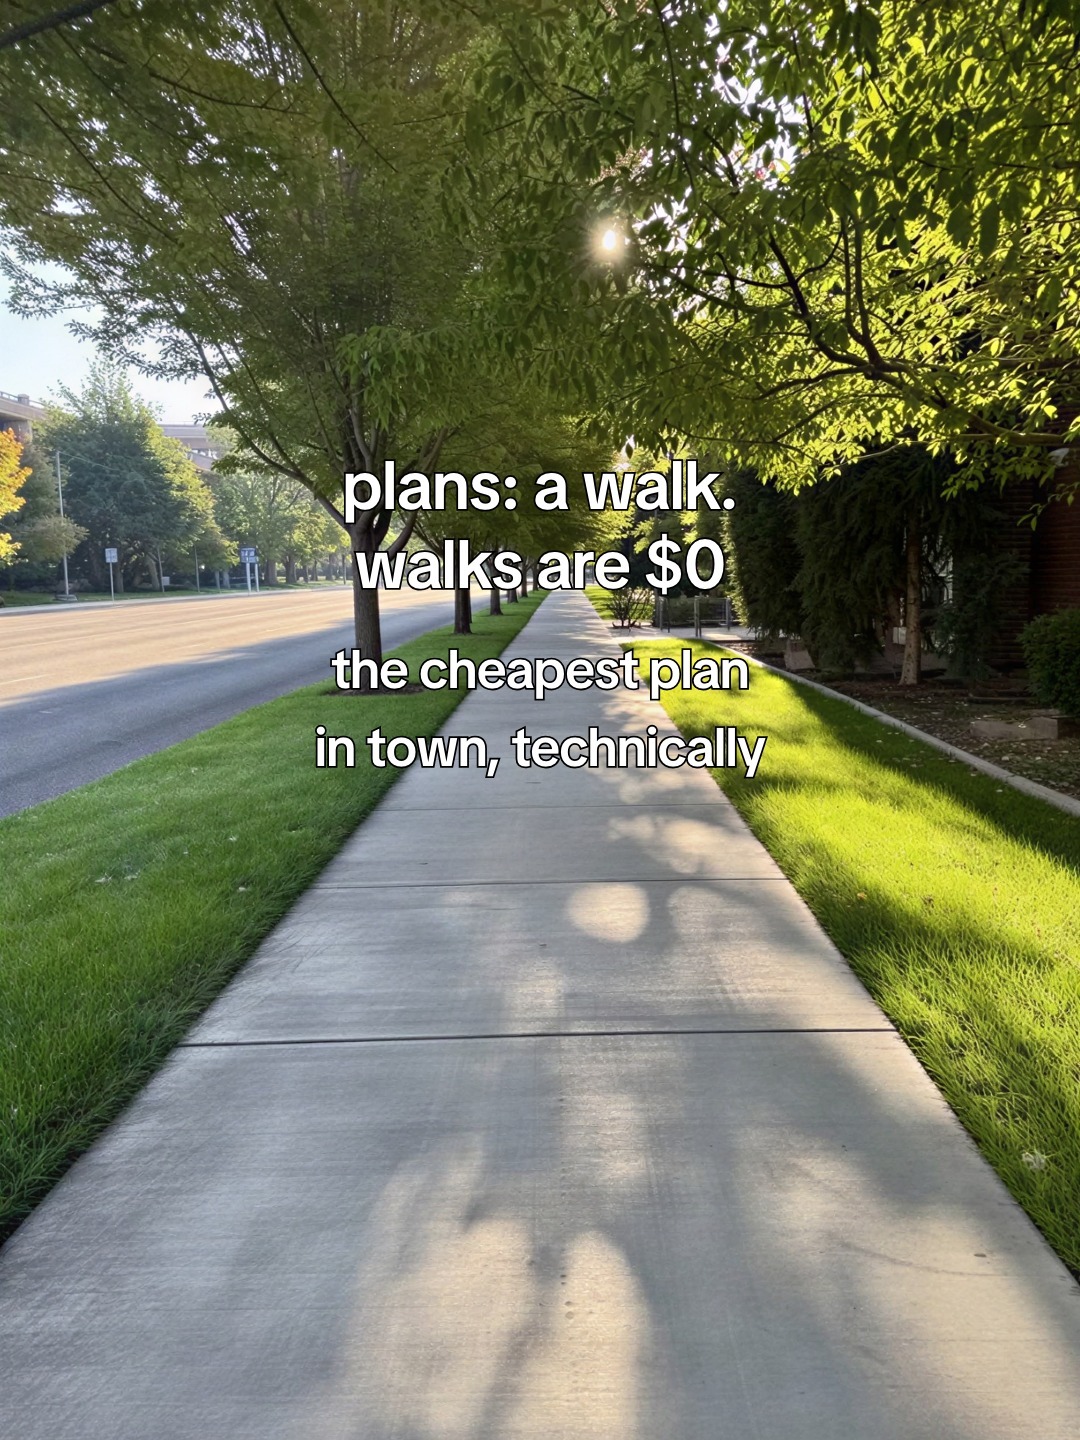 plans: a walk.
walks are $0
the cheapest plan
in town, technically